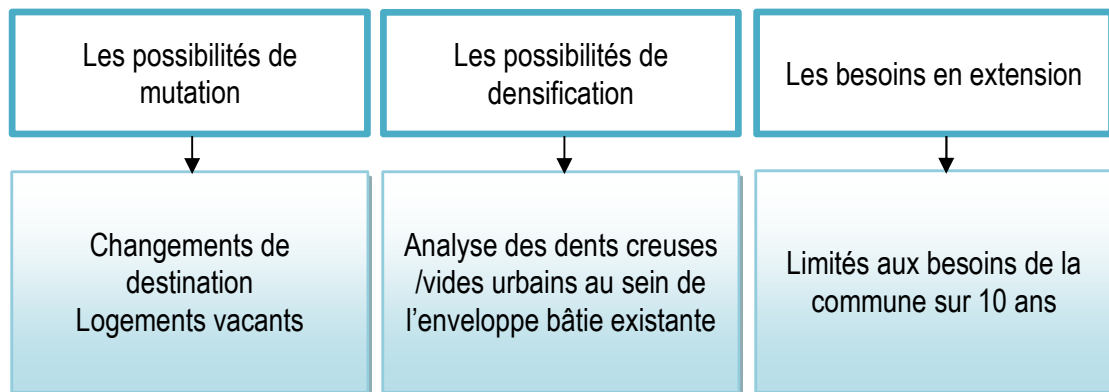 Les possibilités de
mutation
Les possibilités de
densification
Les besoins en extension
Changements de
destination
Logements vacants
Analyse des dents creuses
/vides urbains au sein de
l’enveloppe bâtie existante
Limités aux besoins de la
commune sur 10 ans